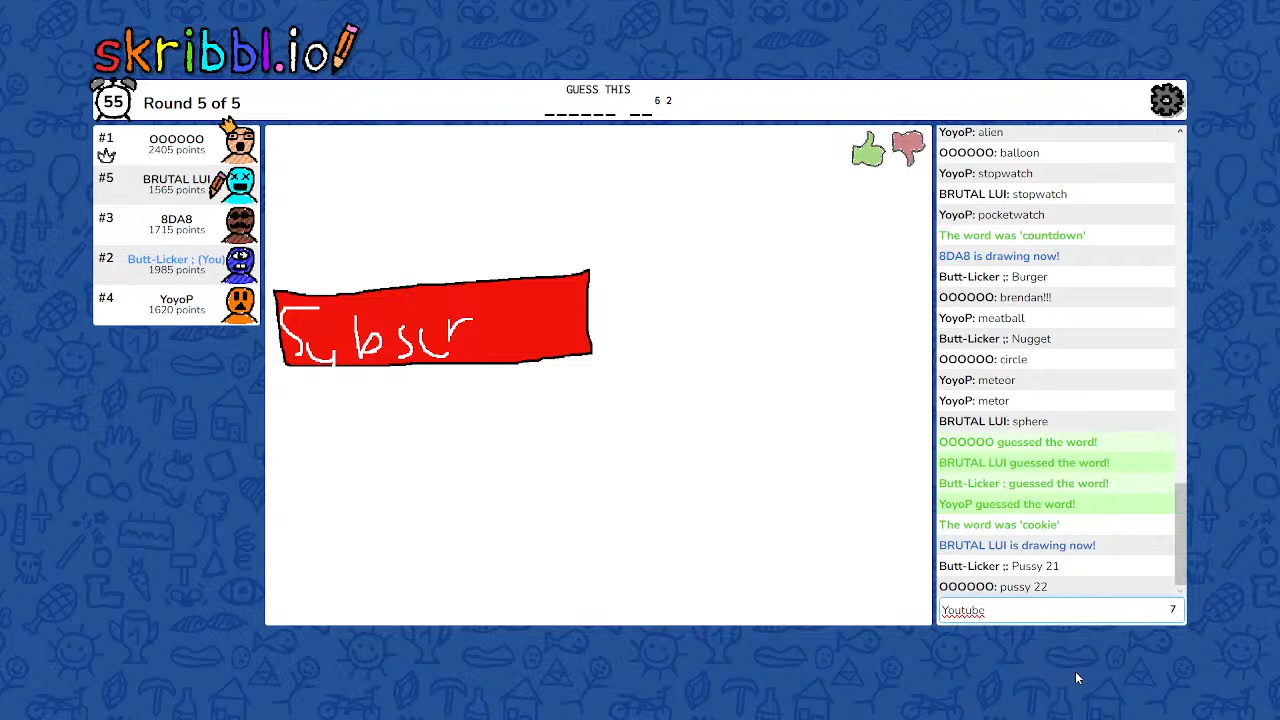 skribbl.io
55
Round 5 of 5
GUESS THIS
______ __ 6 2
#1 OOOOOO
2405 points
#5 BRUTAL LUI
1565 points
#3 8DA8
1715 points
#2 Butt-Licker ; (You)
1985 points
#4 YoyoP
1620 points
Subscr
YoyoP: alien
OOOOOO: balloon
YoyoP: stopwatch
BRUTAL LUI: stopwatch
YoyoP: pocketwatch
The word was 'countdown'
8DA8 is drawing now!
Butt-Licker ;: Burger
OOOOOO: brendan!!!
YoyoP: meatball
Butt-Licker ;: Nugget
OOOOOO: circle
YoyoP: meteor
YoyoP: metor
BRUTAL LUI: sphere
OOOOOO guessed the word!
BRUTAL LUI guessed the word!
Butt-Licker ; guessed the word!
YoyoP guessed the word!
The word was 'cookie'
BRUTAL LUI is drawing now!
Butt-Licker ;: Pussy 21
OOOOOO: pussy 22
Youtube 7